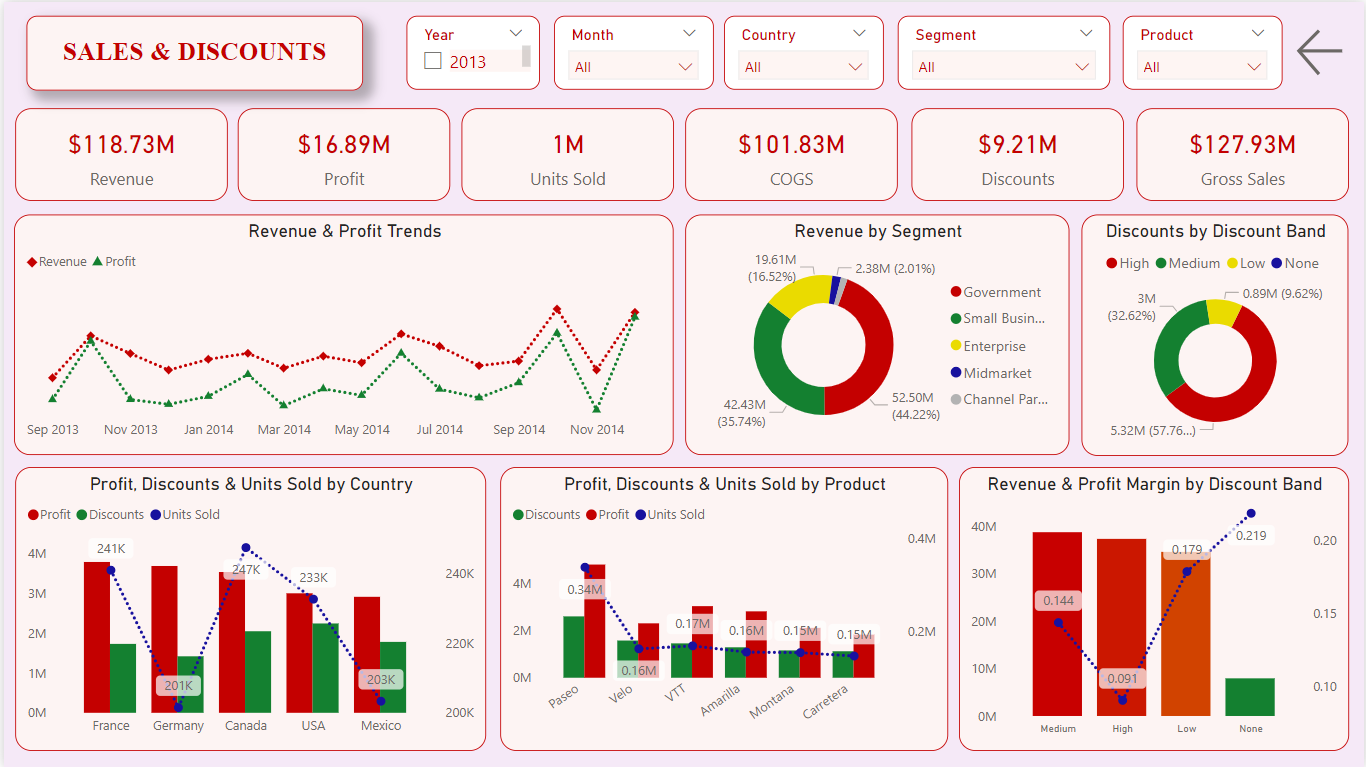 SALES & DISCOUNTS
Year
2013
Month
All
Country
All
Segment
All
Product
All
$118.73M
Revenue
$16.89M
Profit
1M
Units Sold
$101.83M
COGS
$9.21M
Discounts
$127.93M
Gross Sales
Revenue & Profit Trends
Revenue Profit
Sep 2013 Nov 2013 Jan 2014 Mar 2014 May 2014 Jul 2014 Sep 2014 Nov 2014
Revenue by Segment
19.61M
(16.52%)
2.38M (2.01%)
42.43M
(35.74%)
52.50M
(44.22%)
Government
Small Busin...
Enterprise
Midmarket
Channel Par...
Discounts by Discount Band
High Medium Low None
3M
(32.62%)
0.89M (9.62%)
5.32M (57.76...)
Profit, Discounts & Units Sold by Country
Profit Discounts Units Sold
4M
3M
2M
1M
0M
241K
201K
247K
233K
203K
240K
220K
200K
France Germany Canada USA Mexico
Profit, Discounts & Units Sold by Product
Discounts Profit Units Sold
4M
2M
0M
0.34M
0.16M
0.17M
0.16M
0.15M
0.15M
0.4M
0.2M
Paseo Velo VTT Amarilla Montana Carretera
Revenue & Profit Margin by Discount Band
40M
30M
20M
10M
0M
0.144
0.091
0.179
0.219
0.20
0.15
0.10
Medium High Low None